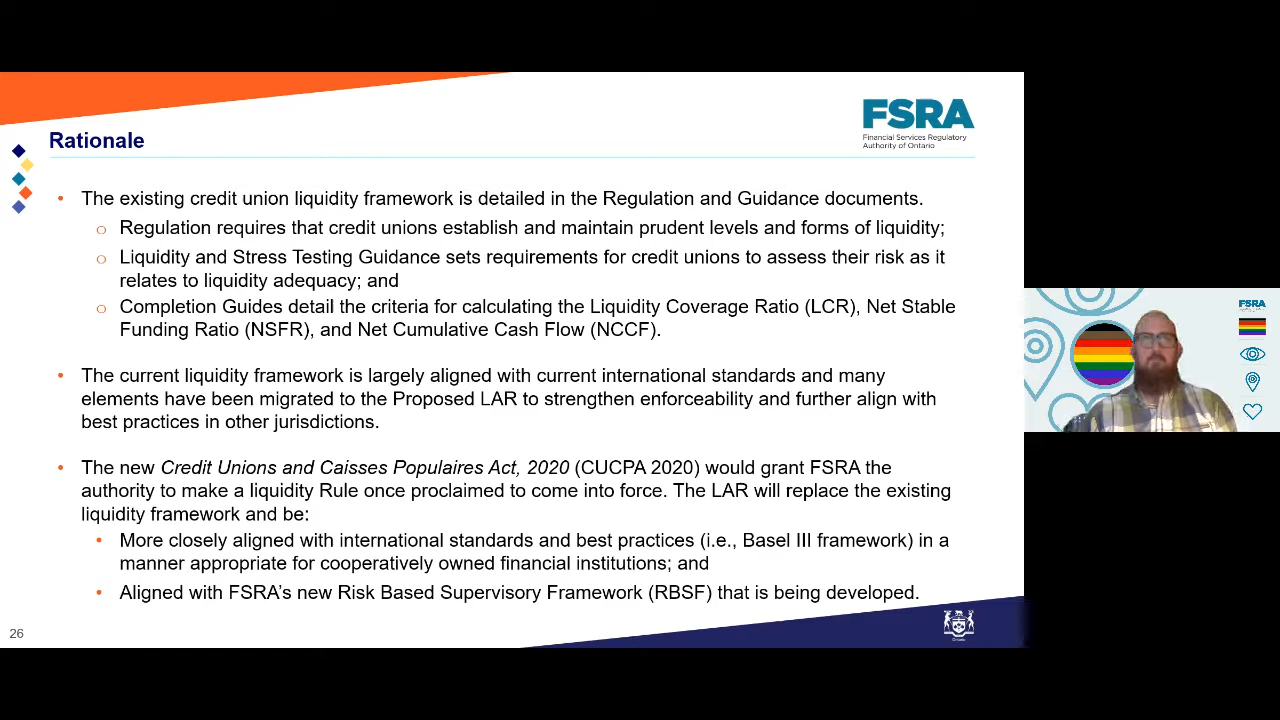 FSRA
Financial Services Regulatory
Authority of Ontario
Rationale
• The existing credit union liquidity framework is detailed in the Regulation and Guidance documents.
o Regulation requires that credit unions establish and maintain prudent levels and forms of liquidity;
o Liquidity and Stress Testing Guidance sets requirements for credit unions to assess their risk as it
relates to liquidity adequacy; and
o Completion Guides detail the criteria for calculating the Liquidity Coverage Ratio (LCR), Net Stable
Funding Ratio (NSFR), and Net Cumulative Cash Flow (NCCF).
• The current liquidity framework is largely aligned with current international standards and many
elements have been migrated to the Proposed LAR to strengthen enforceability and further align with
best practices in other jurisdictions.
• The new Credit Unions and Caisses Populaires Act, 2020 (CUCPA 2020) would grant FSRA the
authority to make a liquidity Rule once proclaimed to come into force. The LAR will replace the existing
liquidity framework and be:
• More closely aligned with international standards and best practices (i.e., Basel III framework) in a
manner appropriate for cooperatively owned financial institutions; and
• Aligned with FSRA’s new Risk Based Supervisory Framework (RBSF) that is being developed.
26
Ontario
FSRA